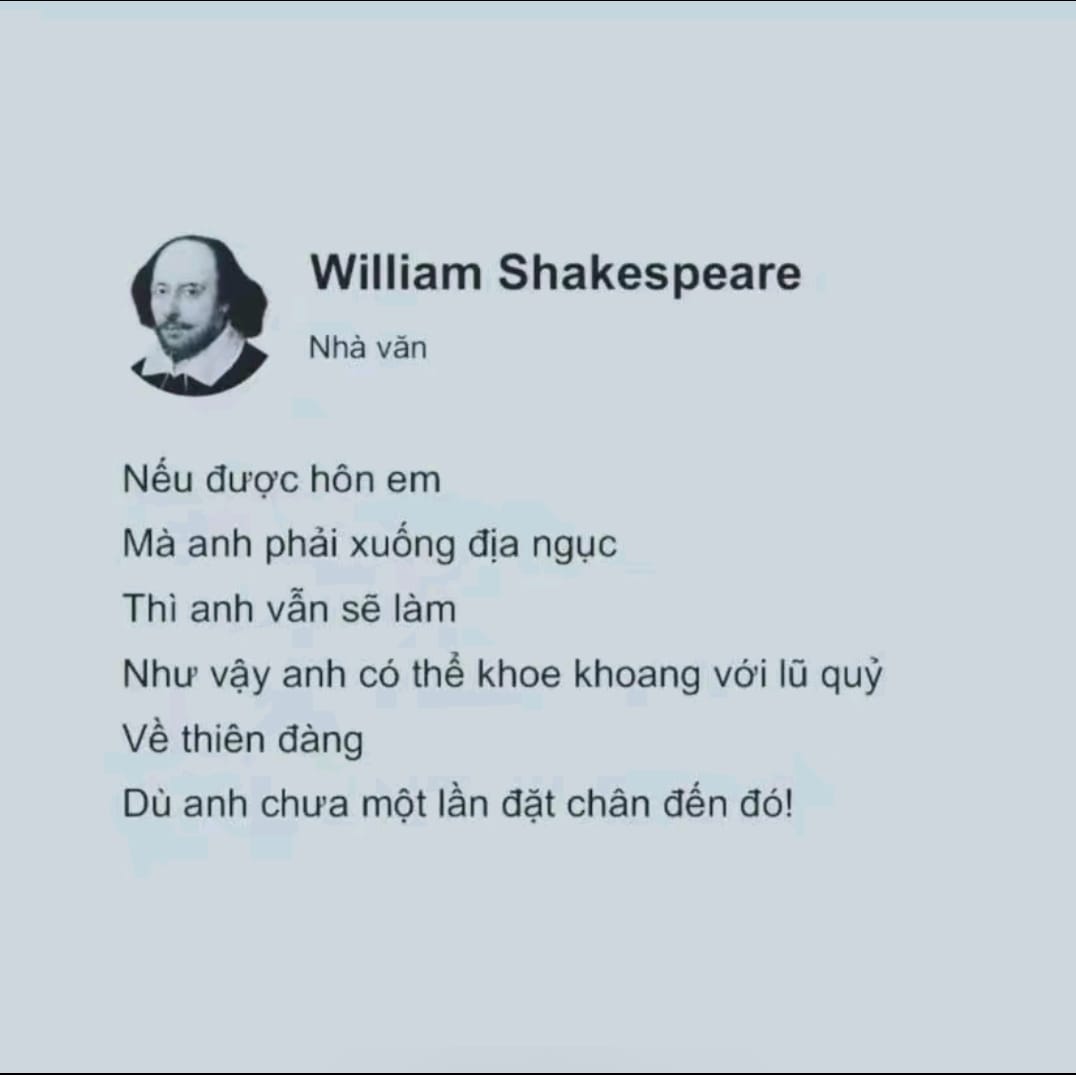 William Shakespeare
Nhà văn
Nếu được hôn em
Mà anh phải xuống địa ngục
Thì anh vẫn sẽ làm
Như vậy anh có thể khoe khoang với lũ quỷ
Về thiên đàng
Dù anh chưa một lần đặt chân đến đó!